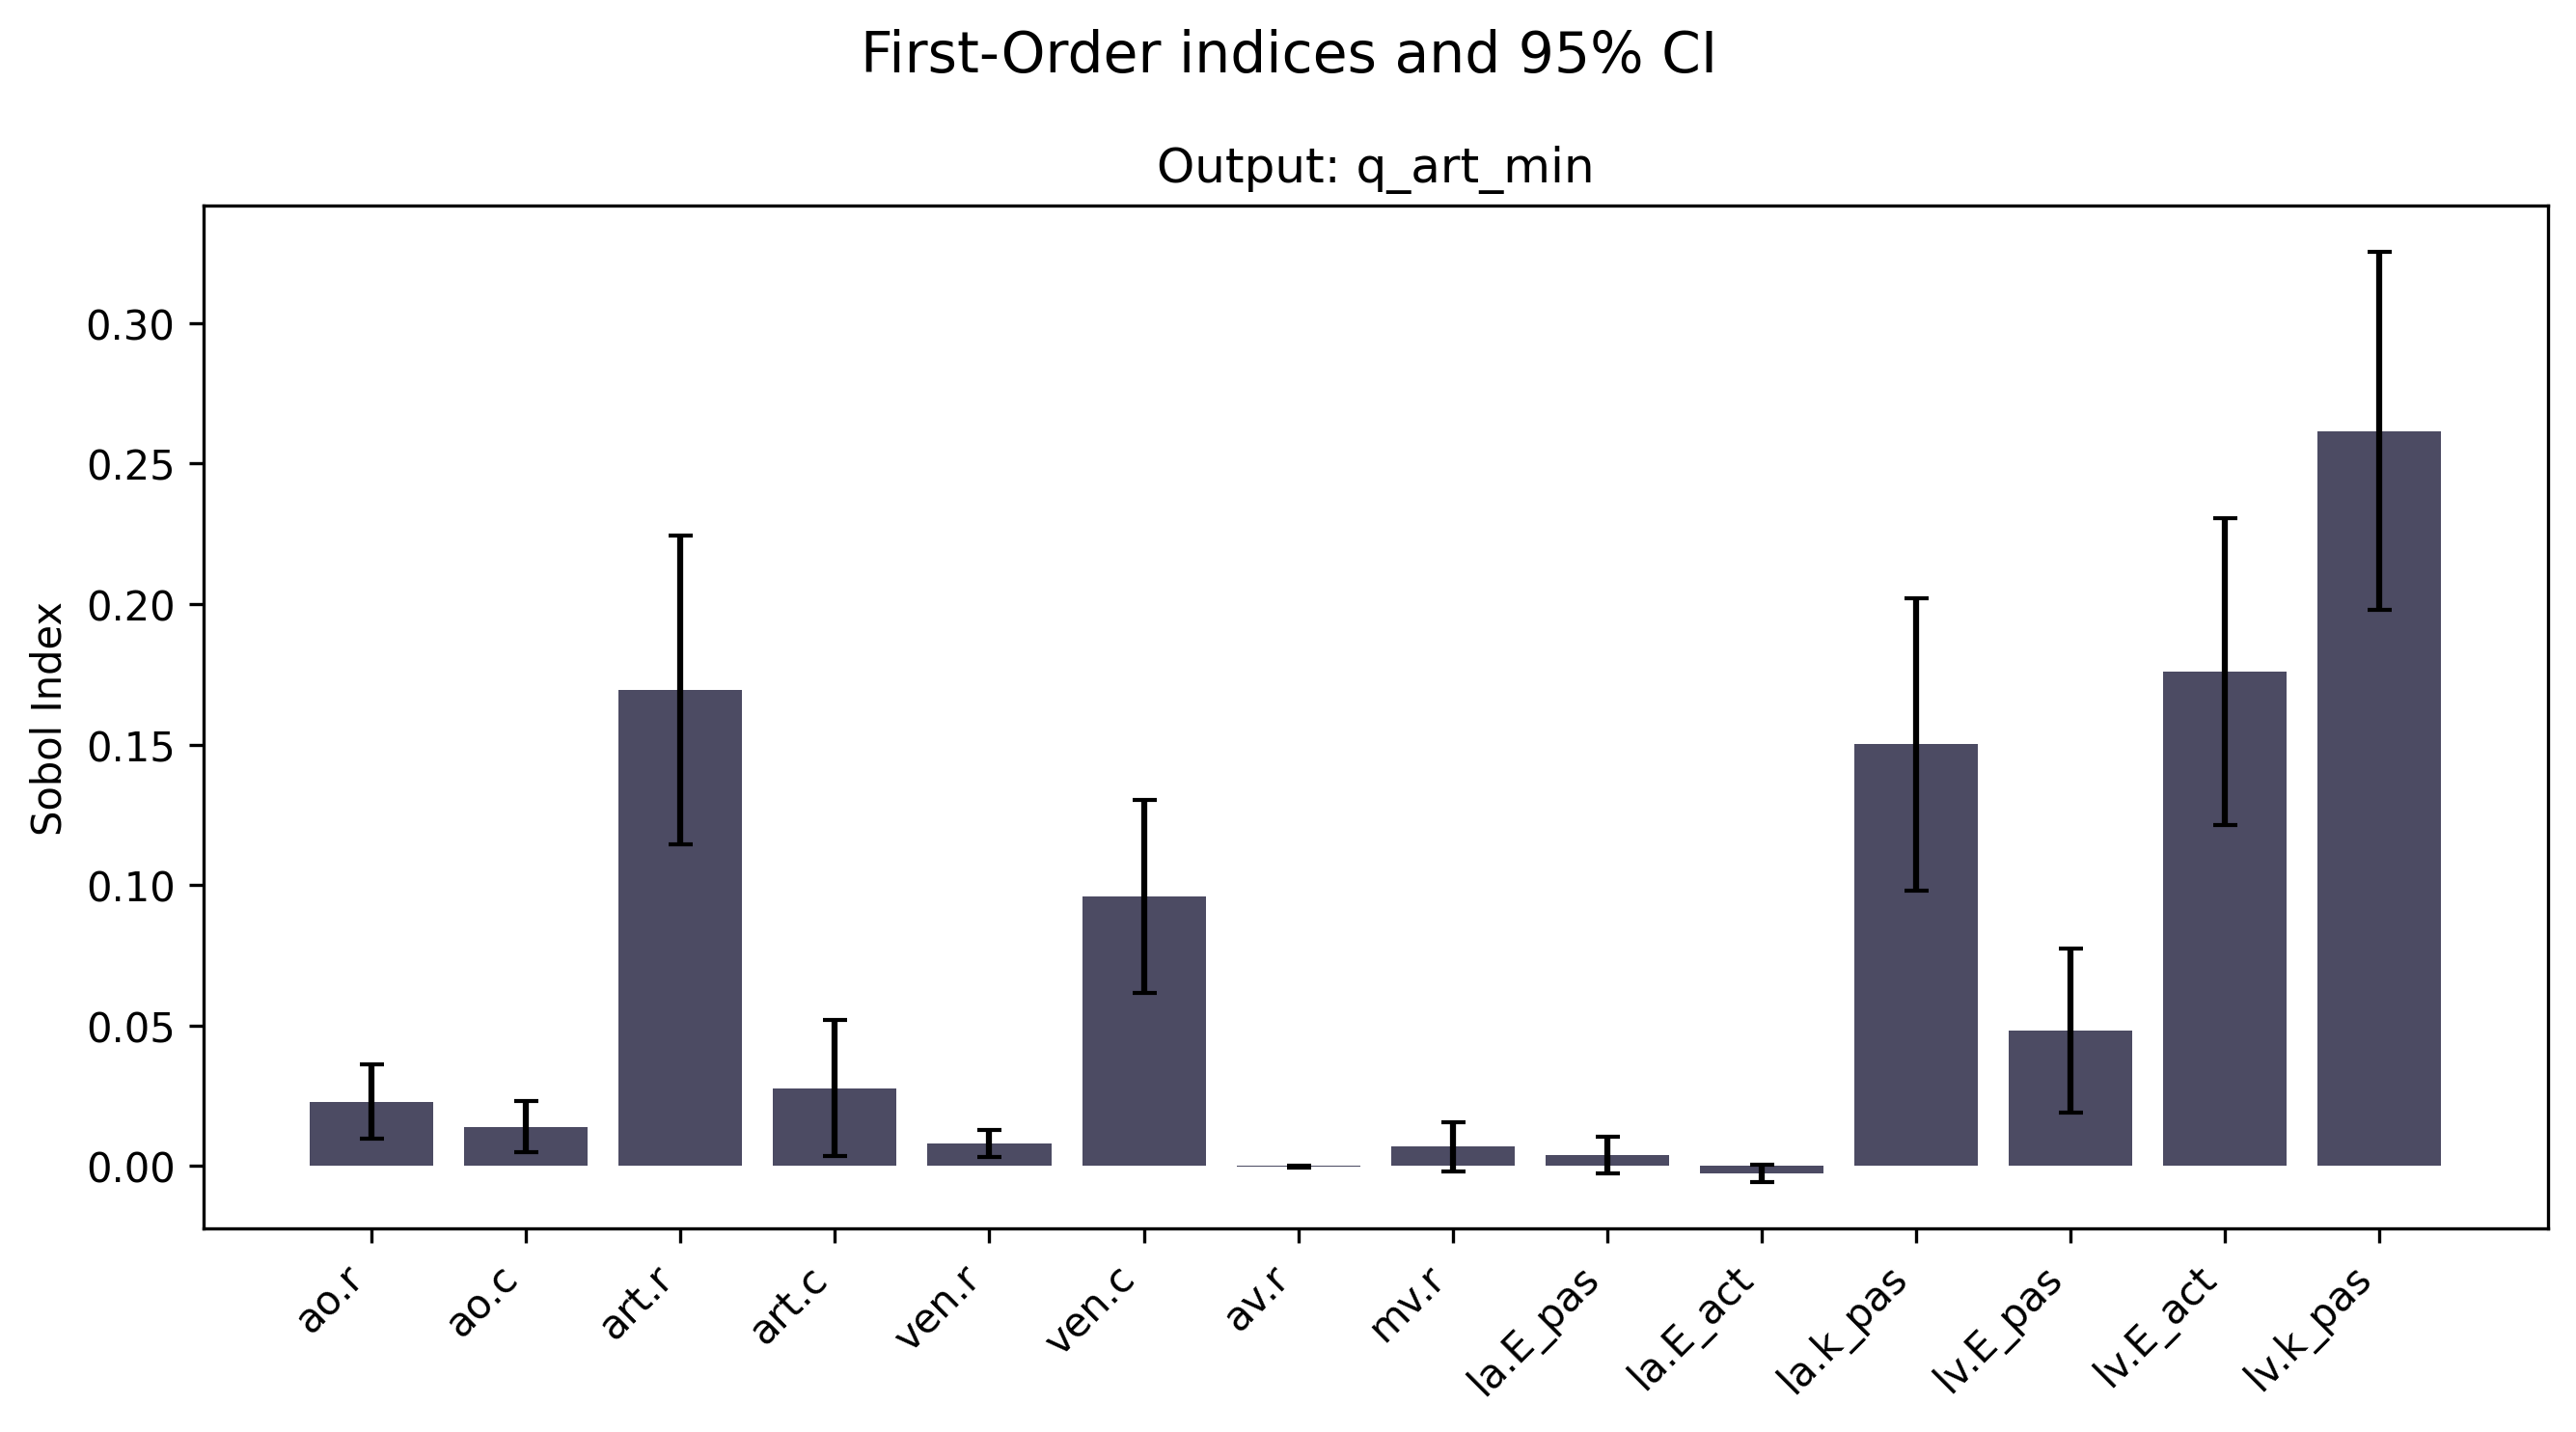 First-Order indices and 95% CI
Output: q_art_min
Sobol Index
0.30
0.25
0.20
0.15
0.10
0.05
0.00
ao.r
ao.c
art.r
art.c
ven.r
ven.c
av.r
mv.r
la.E_pas
la.E_act
la.k_pas
lv.E_pas
lv.E_act
lv.k_pas